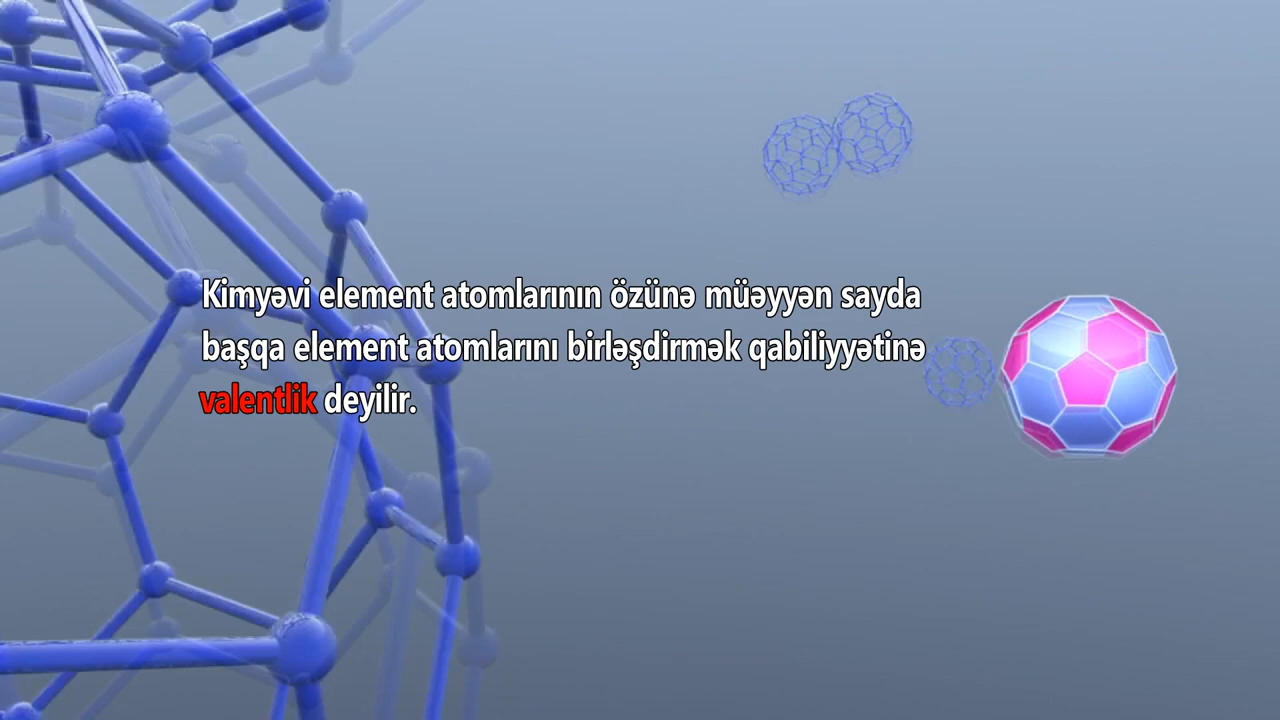 Kimyəvi element atomlarının özünə müəyyən sayda
başqa element atomlarını birləşdirmək qabiliyyətinə
valentlik deyilir.